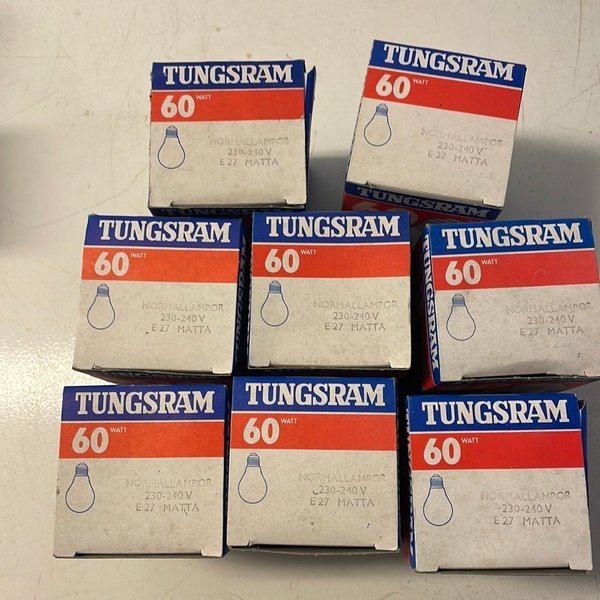 TUNGSRAM
60 WATT
NORMALLAMPOR
230-240 V
E 27 MATTA
TUNGSRAM
60 WATT
NORMALLAMPOR
230-240 V
E 27 MATTA
TUNGSRAM
TUNGSRAM
60 WATT
NORMALLAMPOR
230-240 V
E 27 MATTA
TUNGSRAM
60 WATT
NORMALLAMPOR
230-240 V
E 27 MATTA
TUNGSRAM
TUNGSRAM
60 WATT
NORMALLAMPOR
230-240 V
E 27 MATTA
TUNGSRAM
60 WATT
NORMALLAMPOR
230-240 V
E 27 MATTA
TUNGSRAM
60 WATT
NORMALLAMPOR
230-240 V
E 27 MATTA
TUNGSRAM
60 WATT
NORMALLAMPOR
230-240 V
E 27 MATTA